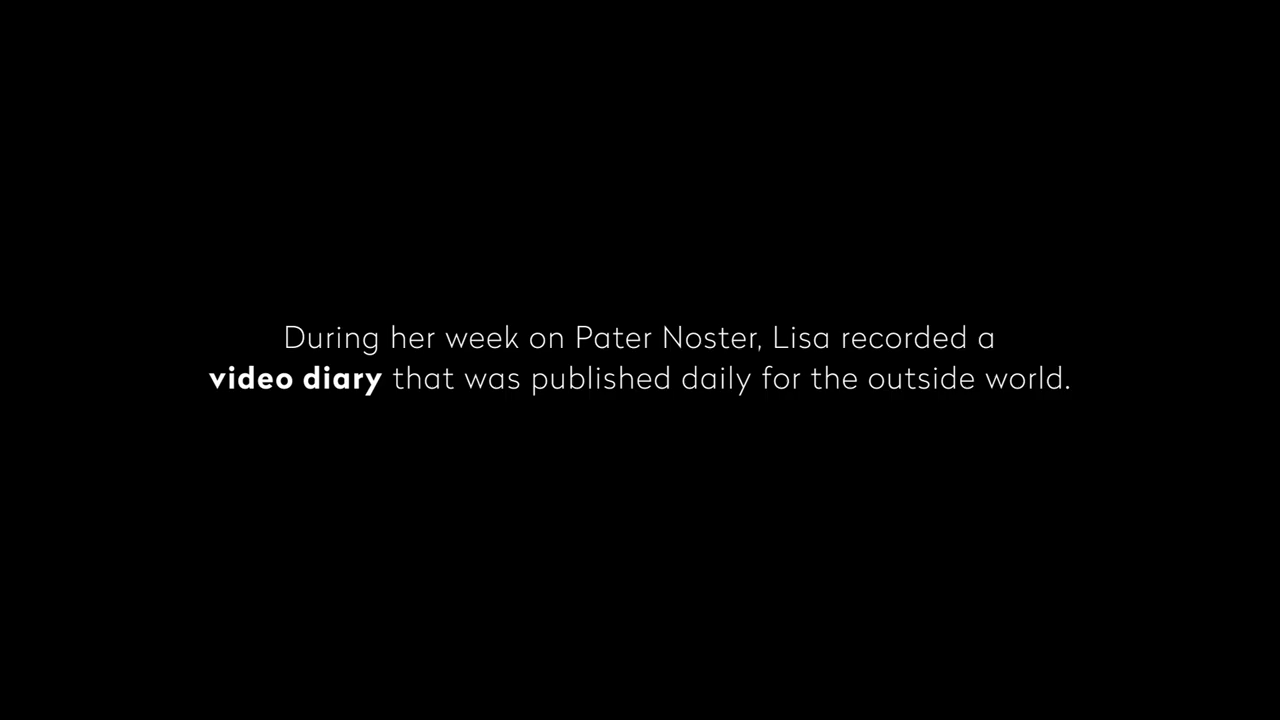 During her week on Pater Noster, Lisa recorded a
video diary that was published daily for the outside world.